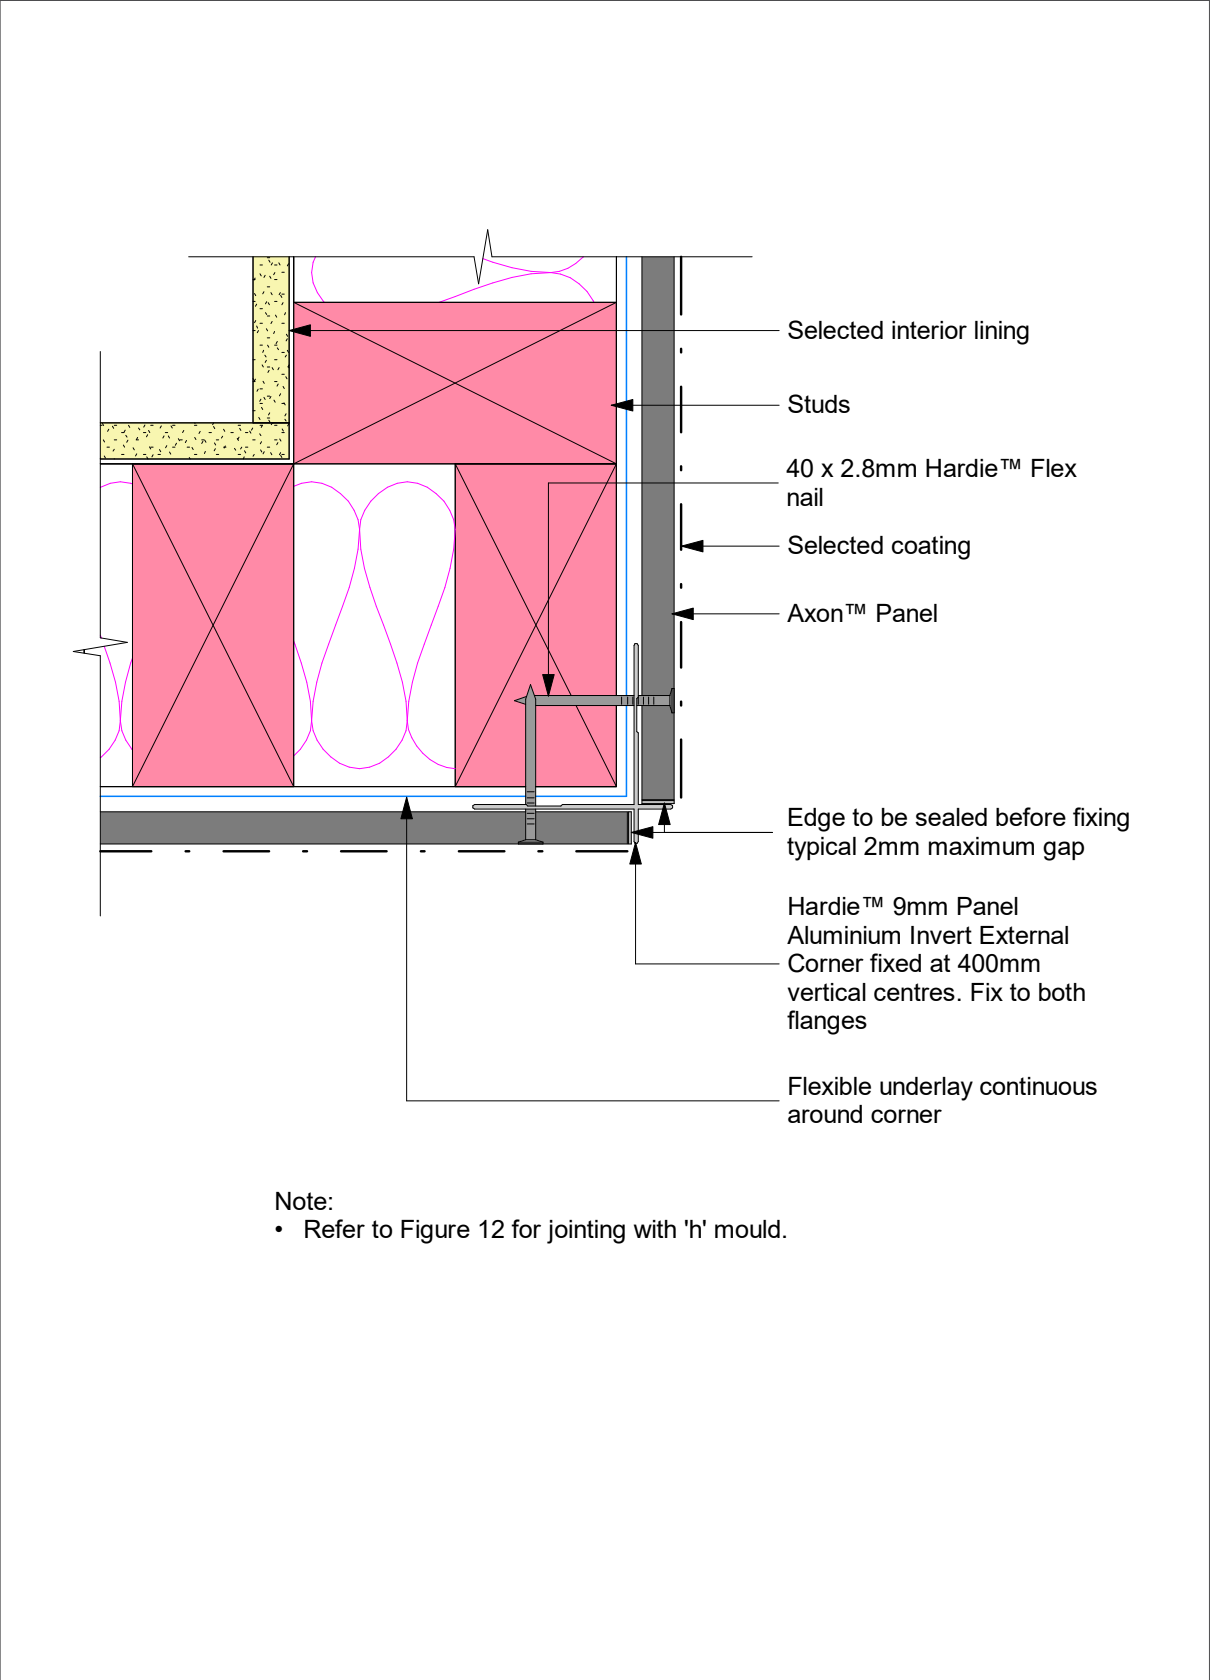 Selected interior lining
Studs
40 x 2.8mm Hardie™ Flex
nail
Selected coating
Axon™ Panel
Edge to be sealed before fixing
typical 2mm maximum gap
Hardie™ 9mm Panel
Aluminium Invert External
Corner fixed at 400mm
vertical centres. Fix to both
flanges
Flexible underlay continuous
around corner
Note:
• Refer to Figure 12 for jointing with 'h' mould.